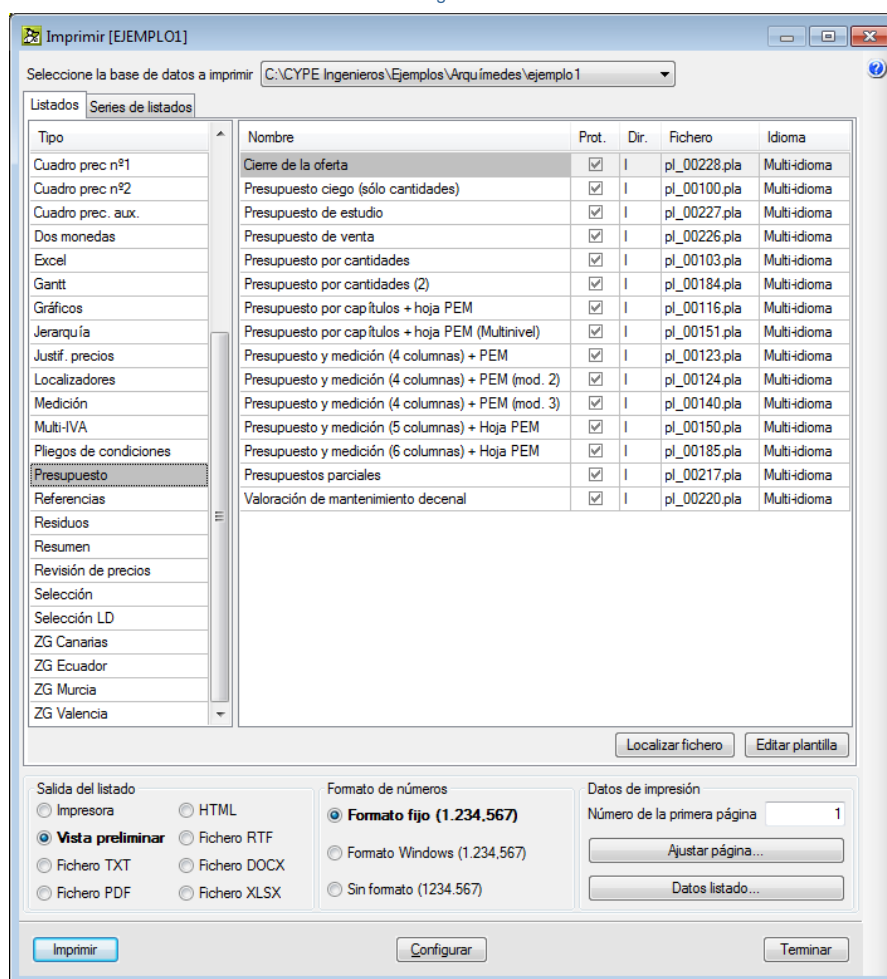 Imprimir [EJEMPLO1]
Seleccione la base de datos a imprimir C:\CYPE Ingenieros\Ejemplos\Arquímedes\ejemplo1
Listados Series de listados
Tipo Nombre Prot. Dir. Fichero Idioma
Cuadro prec nº1 Cierre de la oferta I pl_00228.pla Multi-idioma
Cuadro prec nº2 Presupuesto ciego (sólo cantidades) I pl_00100.pla Multi-idioma
Cuadro prec. aux. Presupuesto de estudio I pl_00227.pla Multi-idioma
Dos monedas Presupuesto de venta I pl_00226.pla Multi-idioma
Excel Presupuesto por cantidades I pl_00103.pla Multi-idioma
Gantt Presupuesto por cantidades (2) I pl_00184.pla Multi-idioma
Gráficos Presupuesto por capítulos + hoja PEM I pl_00116.pla Multi-idioma
Jerarquía Presupuesto por capítulos + hoja PEM (Multinivel) I pl_00151.pla Multi-idioma
Justif. precios Presupuesto y medición (4 columnas) + PEM I pl_00123.pla Multi-idioma
Localizadores Presupuesto y medición (4 columnas) + PEM (mod. 2) I pl_00124.pla Multi-idioma
Medición Presupuesto y medición (4 columnas) + PEM (mod. 3) I pl_00140.pla Multi-idioma
Multi-IVA Presupuesto y medición (5 columnas) + Hoja PEM I pl_00150.pla Multi-idioma
Pliegos de condiciones Presupuesto y medición (6 columnas) + Hoja PEM I pl_00185.pla Multi-idioma
Presupuesto Presupuestos parciales I pl_00217.pla Multi-idioma
Referencias Valoración de mantenimiento decenal I pl_00220.pla Multi-idioma
Residuos
Resumen
Revisión de precios
Selección
Selección LD
ZG Canarias
ZG Ecuador
ZG Murcia
ZG Valencia
Localizar fichero Editar plantilla
Salida del listado Formato de números Datos de impresión
Impresora HTML Formato fijo (1.234,567) Número de la primera página 1
Vista preliminar Fichero RTF Formato Windows (1.234,567) Ajustar página...
Fichero TXT Fichero DOCX Sin formato (1234.567) Datos listado...
Fichero PDF Fichero XLSX
Imprimir Configurar Terminar